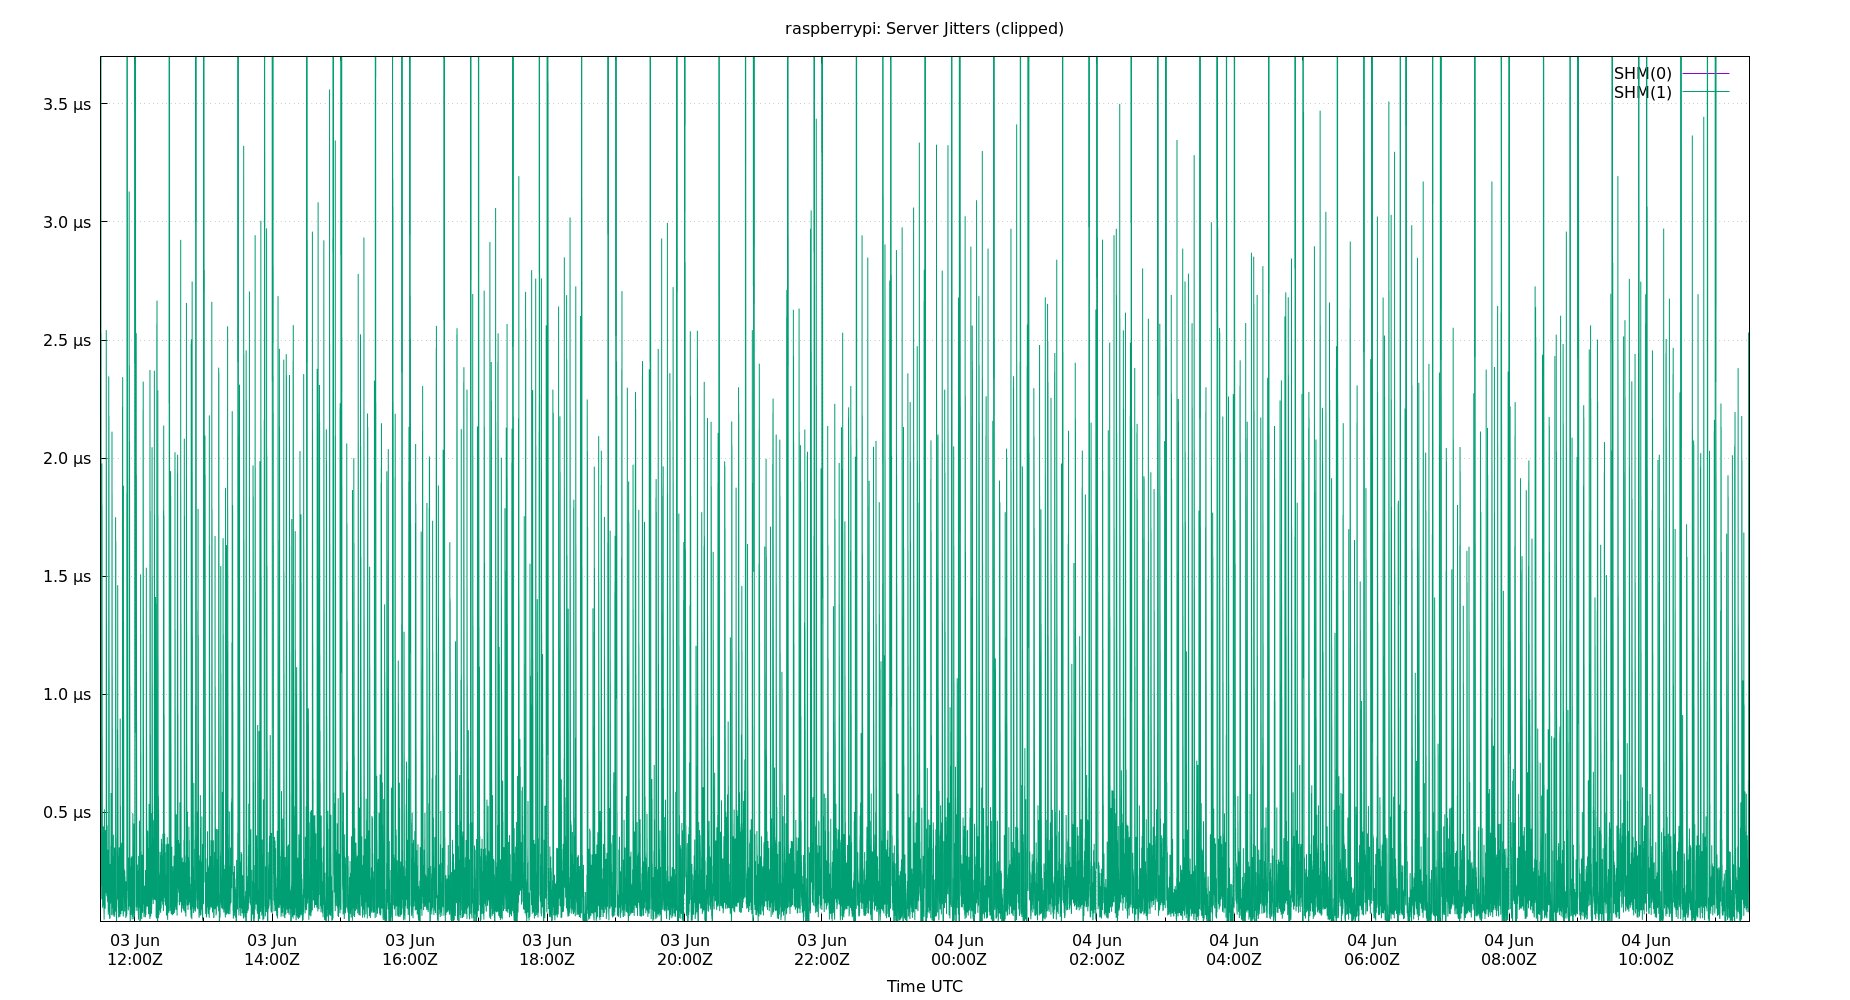 raspberrypi: Server Jitters (clipped)
SHM(0)
SHM(1)
3.5 µs
3.0 µs
2.5 µs
2.0 µs
1.5 µs
1.0 µs
0.5 µs
03 Jun 03 Jun 03 Jun 03 Jun 03 Jun 03 Jun 04 Jun 04 Jun 04 Jun 04 Jun 04 Jun 04 Jun
12:00Z 14:00Z 16:00Z 18:00Z 20:00Z 22:00Z 00:00Z 02:00Z 04:00Z 06:00Z 08:00Z 10:00Z
Time UTC